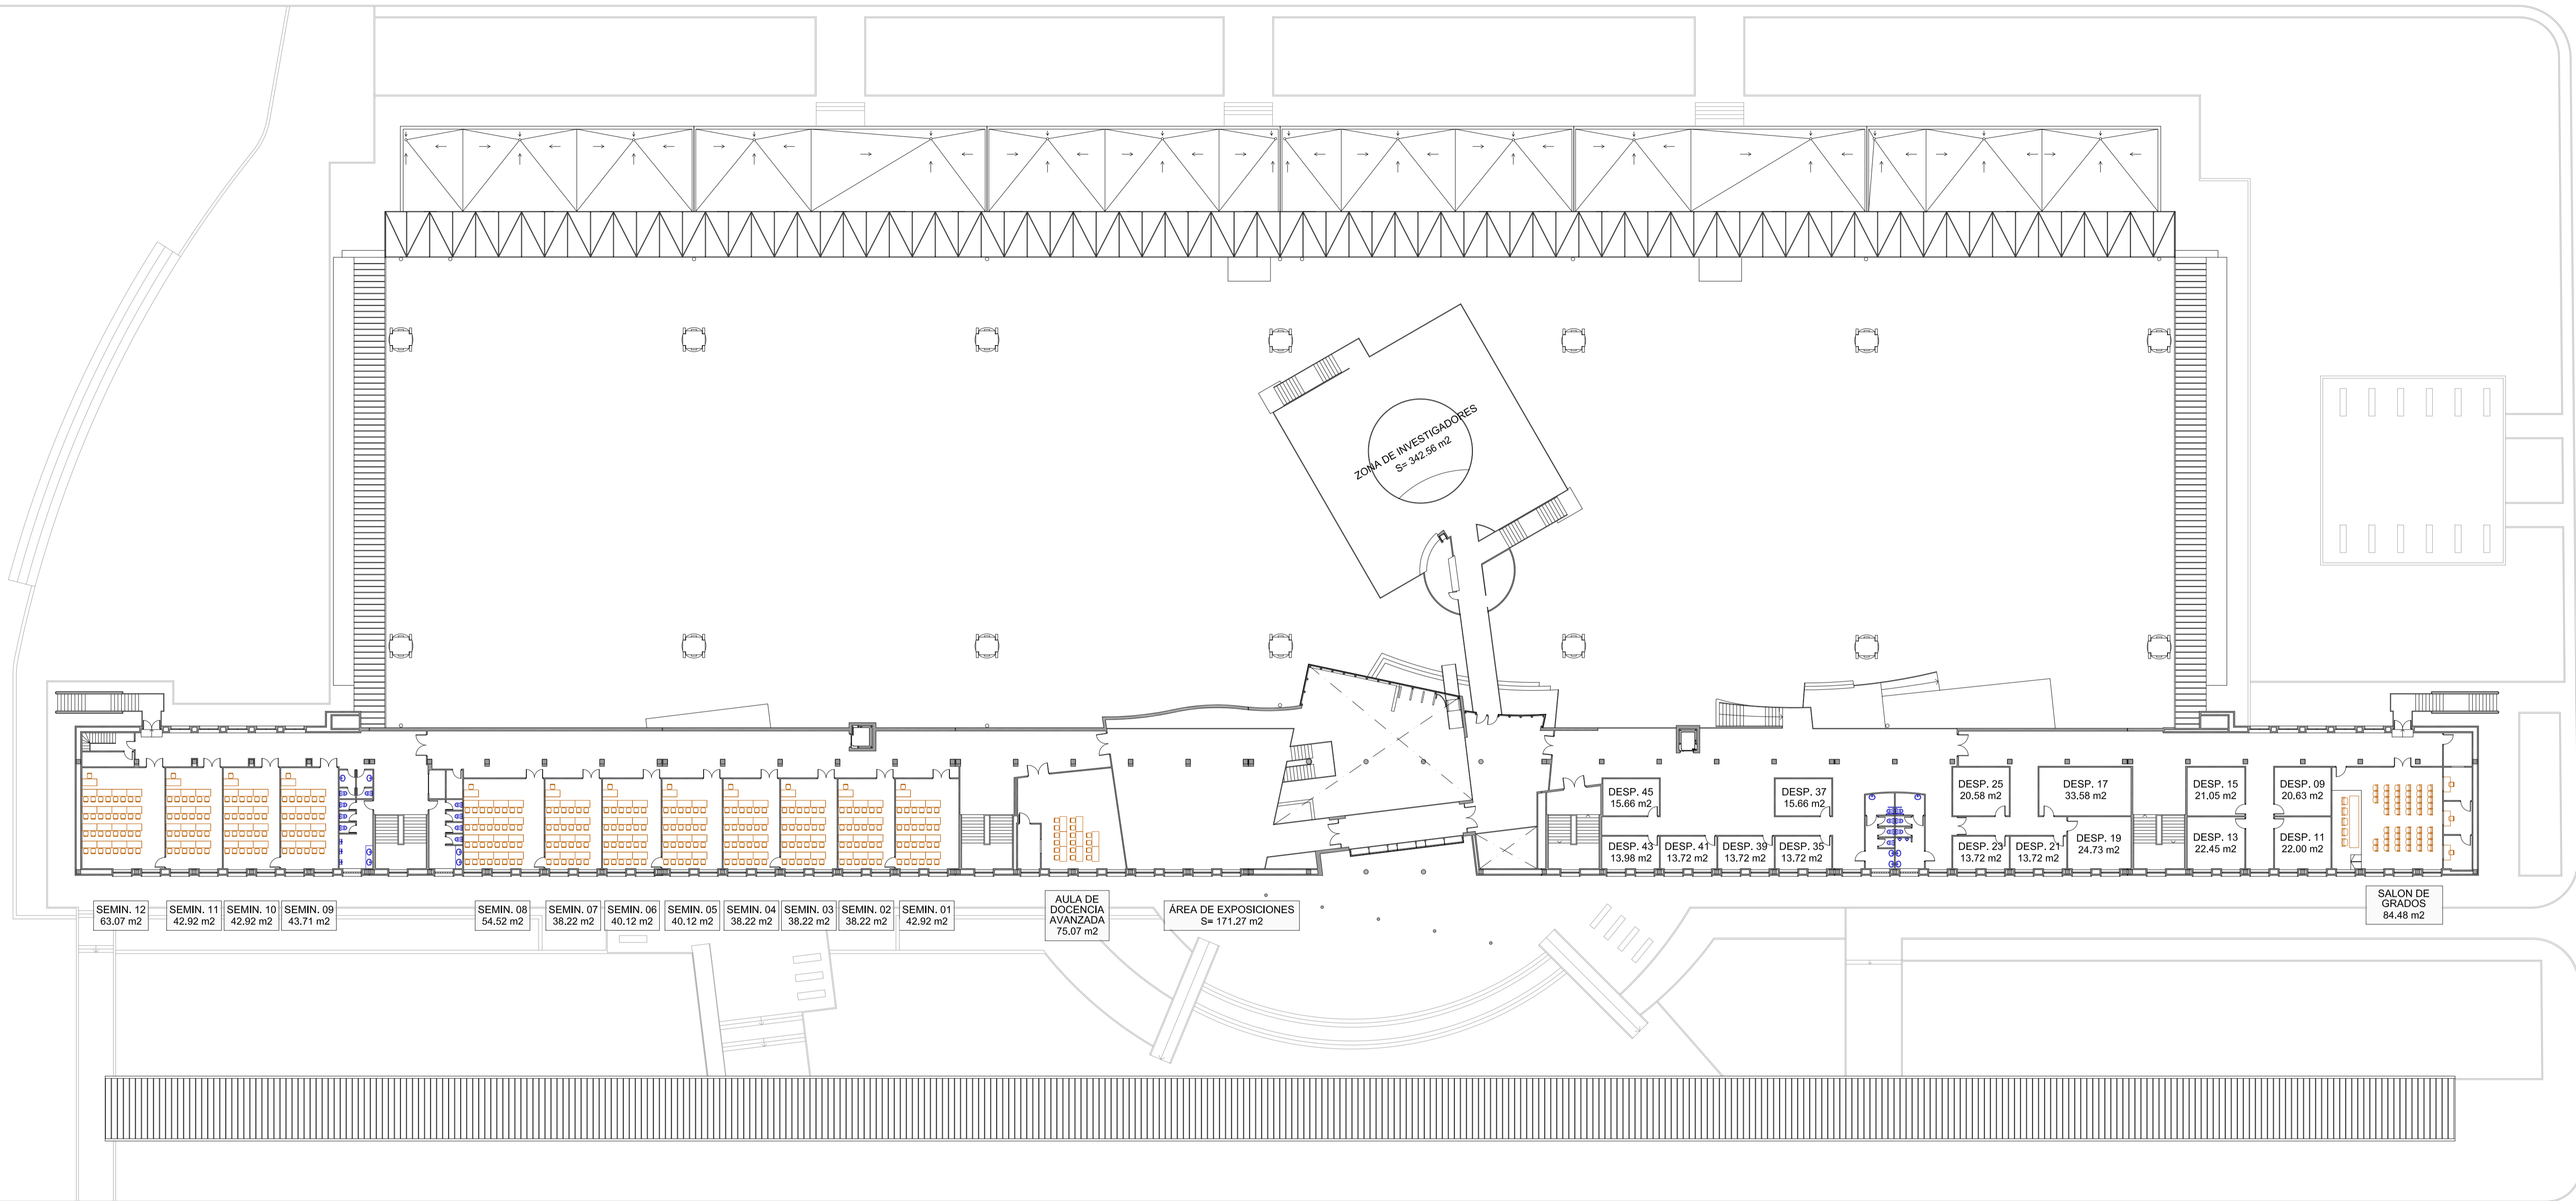 ZONA DE INVESTIGADORES
S= 342.56 m2
DESP. 45
15.66 m2
DESP. 37
15.66 m2
DESP. 25
20.58 m2
DESP. 17
33.58 m2
DESP. 15
21.05 m2
DESP. 09
20.63 m2
DESP. 43
13.98 m2
DESP. 41
13.72 m2
DESP. 39
13.72 m2
DESP. 35
13.72 m2
DESP. 23
13.72 m2
DESP. 21
13.72 m2
DESP. 19
24.73 m2
DESP. 13
22.45 m2
DESP. 11
22.00 m2
SEMIN. 12
63.07 m2
SEMIN. 11
42.92 m2
SEMIN. 10
42.92 m2
SEMIN. 09
43.71 m2
SEMIN. 08
54.52 m2
SEMIN. 07
38.22 m2
SEMIN. 06
40.12 m2
SEMIN. 05
40.12 m2
SEMIN. 04
38.22 m2
SEMIN. 03
38.22 m2
SEMIN. 02
38.22 m2
SEMIN. 01
42.92 m2
AULA DE
DOCENCIA
AVANZADA
75.07 m2
ÁREA DE EXPOSICIONES
S= 171.27 m2
SALON DE
GRADOS
84.48 m2